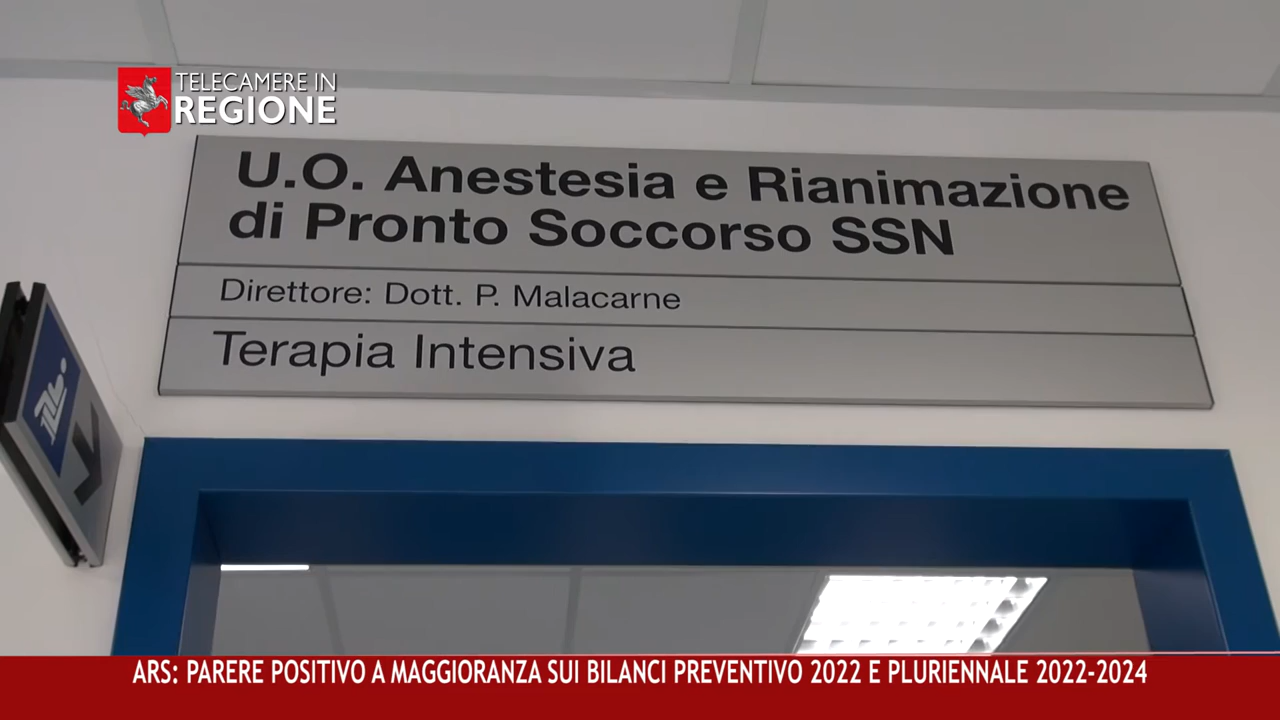 TELECAMERE IN
REGIONE
U.O. Anestesia e Rianimazione
di Pronto Soccorso SSN
Direttore: Dott. P. Malacarne
Terapia Intensiva
ARS: PARERE POSITIVO A MAGGIORANZA SUI BILANCI PREVENTIVO 2022 E PLURIENNALE 2022-2024